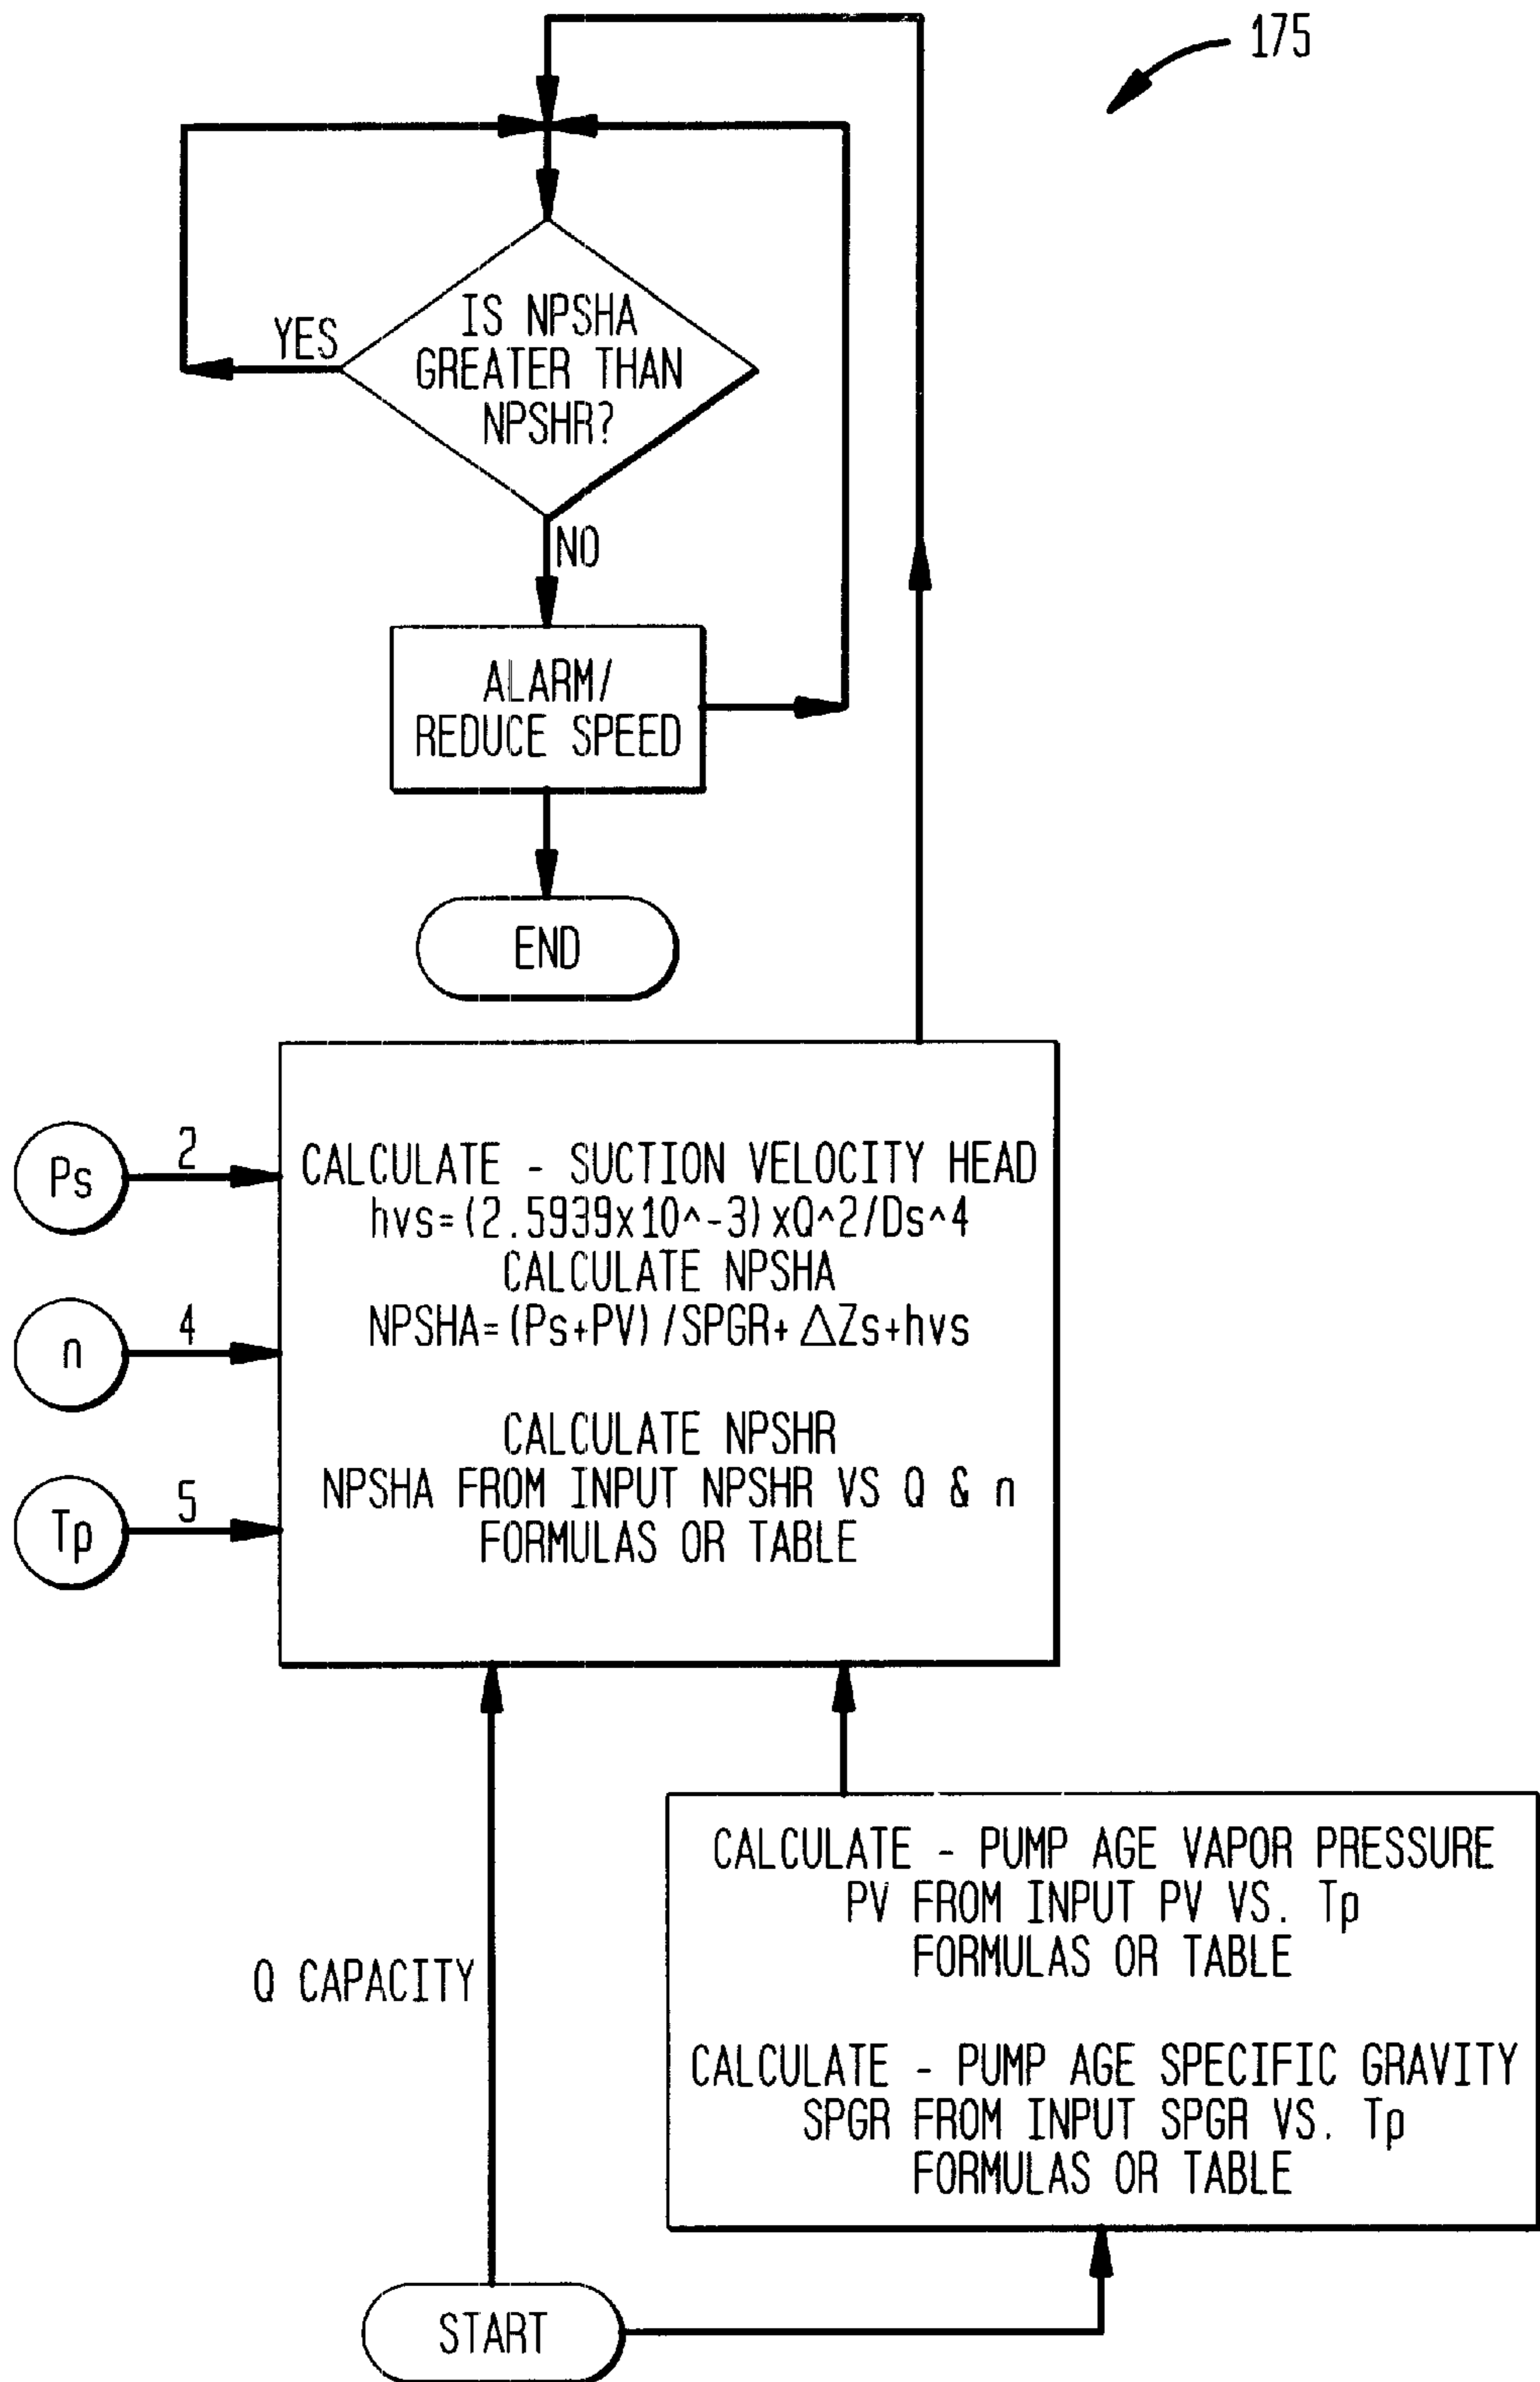 175
IS NPSHA
GREATER THAN
NPSHR?
YES
NO
ALARM/
REDUCE SPEED
END
Ps
2
n
4
Tp
5
CALCULATE - SUCTION VELOCITY HEAD
hvs=(2.5939x10^-3)xQ^2/Ds^4
CALCULATE NPSHA
NPSHA=(Ps+PV)/SPGR+△Zs+hvs
CALCULATE NPSHR
NPSHA FROM INPUT NPSHR VS Q & n
FORMULAS OR TABLE
Q CAPACITY
CALCULATE - PUMP AGE VAPOR PRESSURE
PV FROM INPUT PV VS. Tp
FORMULAS OR TABLE
CALCULATE - PUMP AGE SPECIFIC GRAVITY
SPGR FROM INPUT SPGR VS. Tp
FORMULAS OR TABLE
START